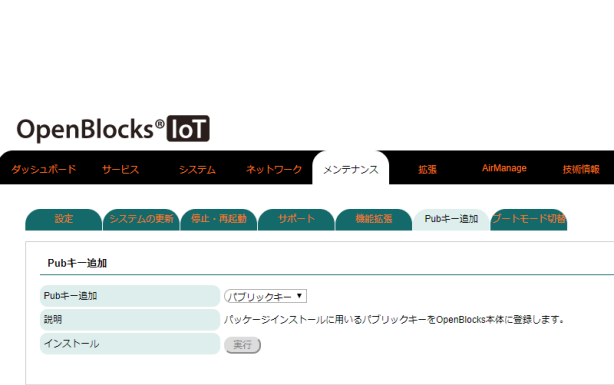 OpenBlocks® IoT
ダッシュボード サービス システム ネットワーク メンテナンス 拡張 AirManage 技術情報
設定 システムの更新 停止・再起動 サポート 機能拡張 Pubキー追加 ブートモード切替
Pubキー追加
Pubキー追加 パブリックキー ▼
説明 パッケージインストールに用いるパブリックキーをOpenBlocks本体に登録します。
インストール 実行